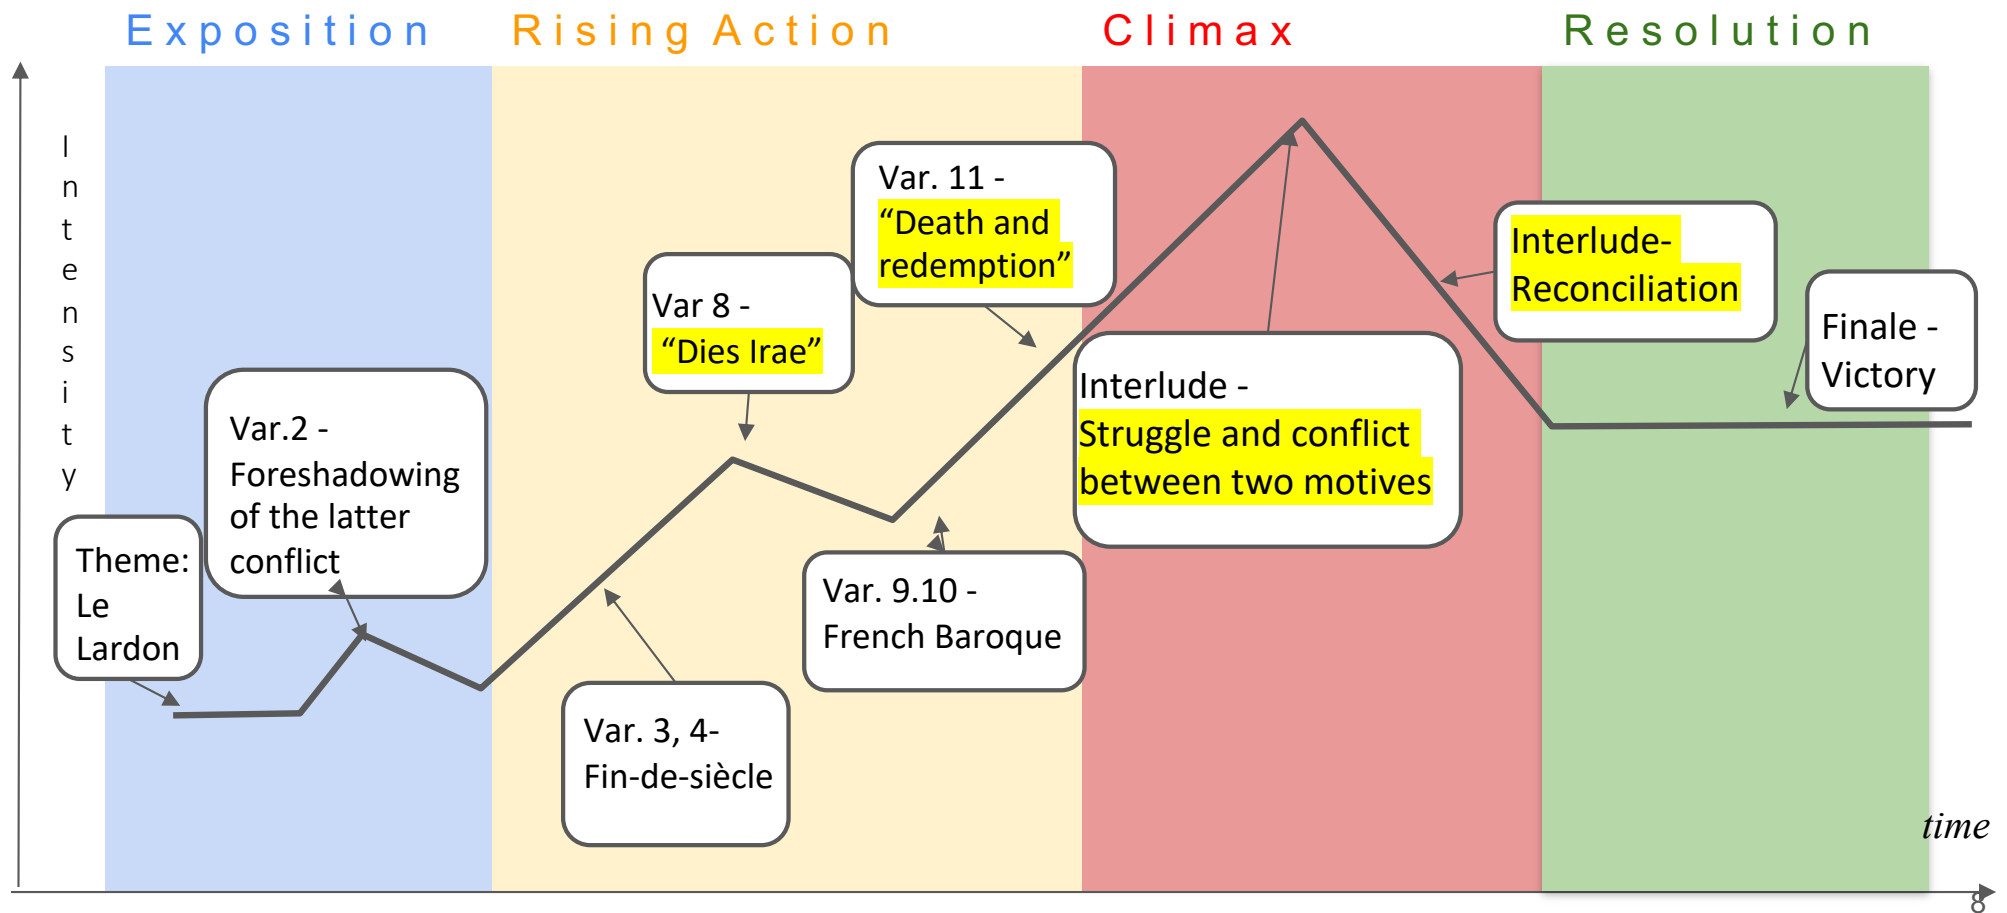 Exposition
Rising Action
Climax
Resolution
Intensity
Theme:
Le
Lardon
Var.2 -
Foreshadowing
of the latter
conflict
Var. 3, 4-
Fin-de-siècle
Var 8 -
“Dies Irae”
Var. 9.10 -
French Baroque
Var. 11 -
“Death and
redemption”
Interlude -
Struggle and conflict
between two motives
Interlude-
Reconciliation
Finale -
Victory
time
8